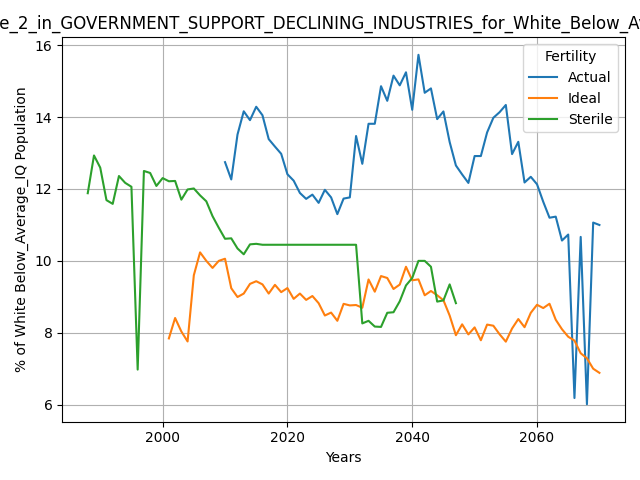 e_2_in_GOVERNMENT_SUPPORT_DECLINING_INDUSTRIES_for_White_Below_Av
16
14
12
10
8
6
% of White Below_Average_IQ Population
Fertility
Actual
Ideal
Sterile
2000
2020
2040
2060
Years